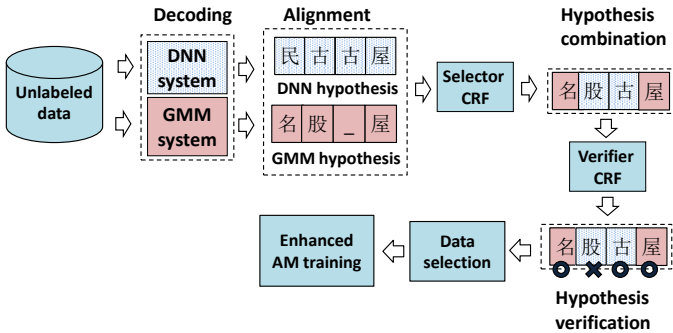 Decoding
Alignment
Hypothesis
combination
Unlabeled
data
DNN
system
GMM
system
民 古 古 屋
DNN hypothesis
名 股 _ 屋
GMM hypothesis
Selector
CRF
名 股 古 屋
Verifier
CRF
名 股 古 屋
Hypothesis
verification
Data
selection
Enhanced
AM training